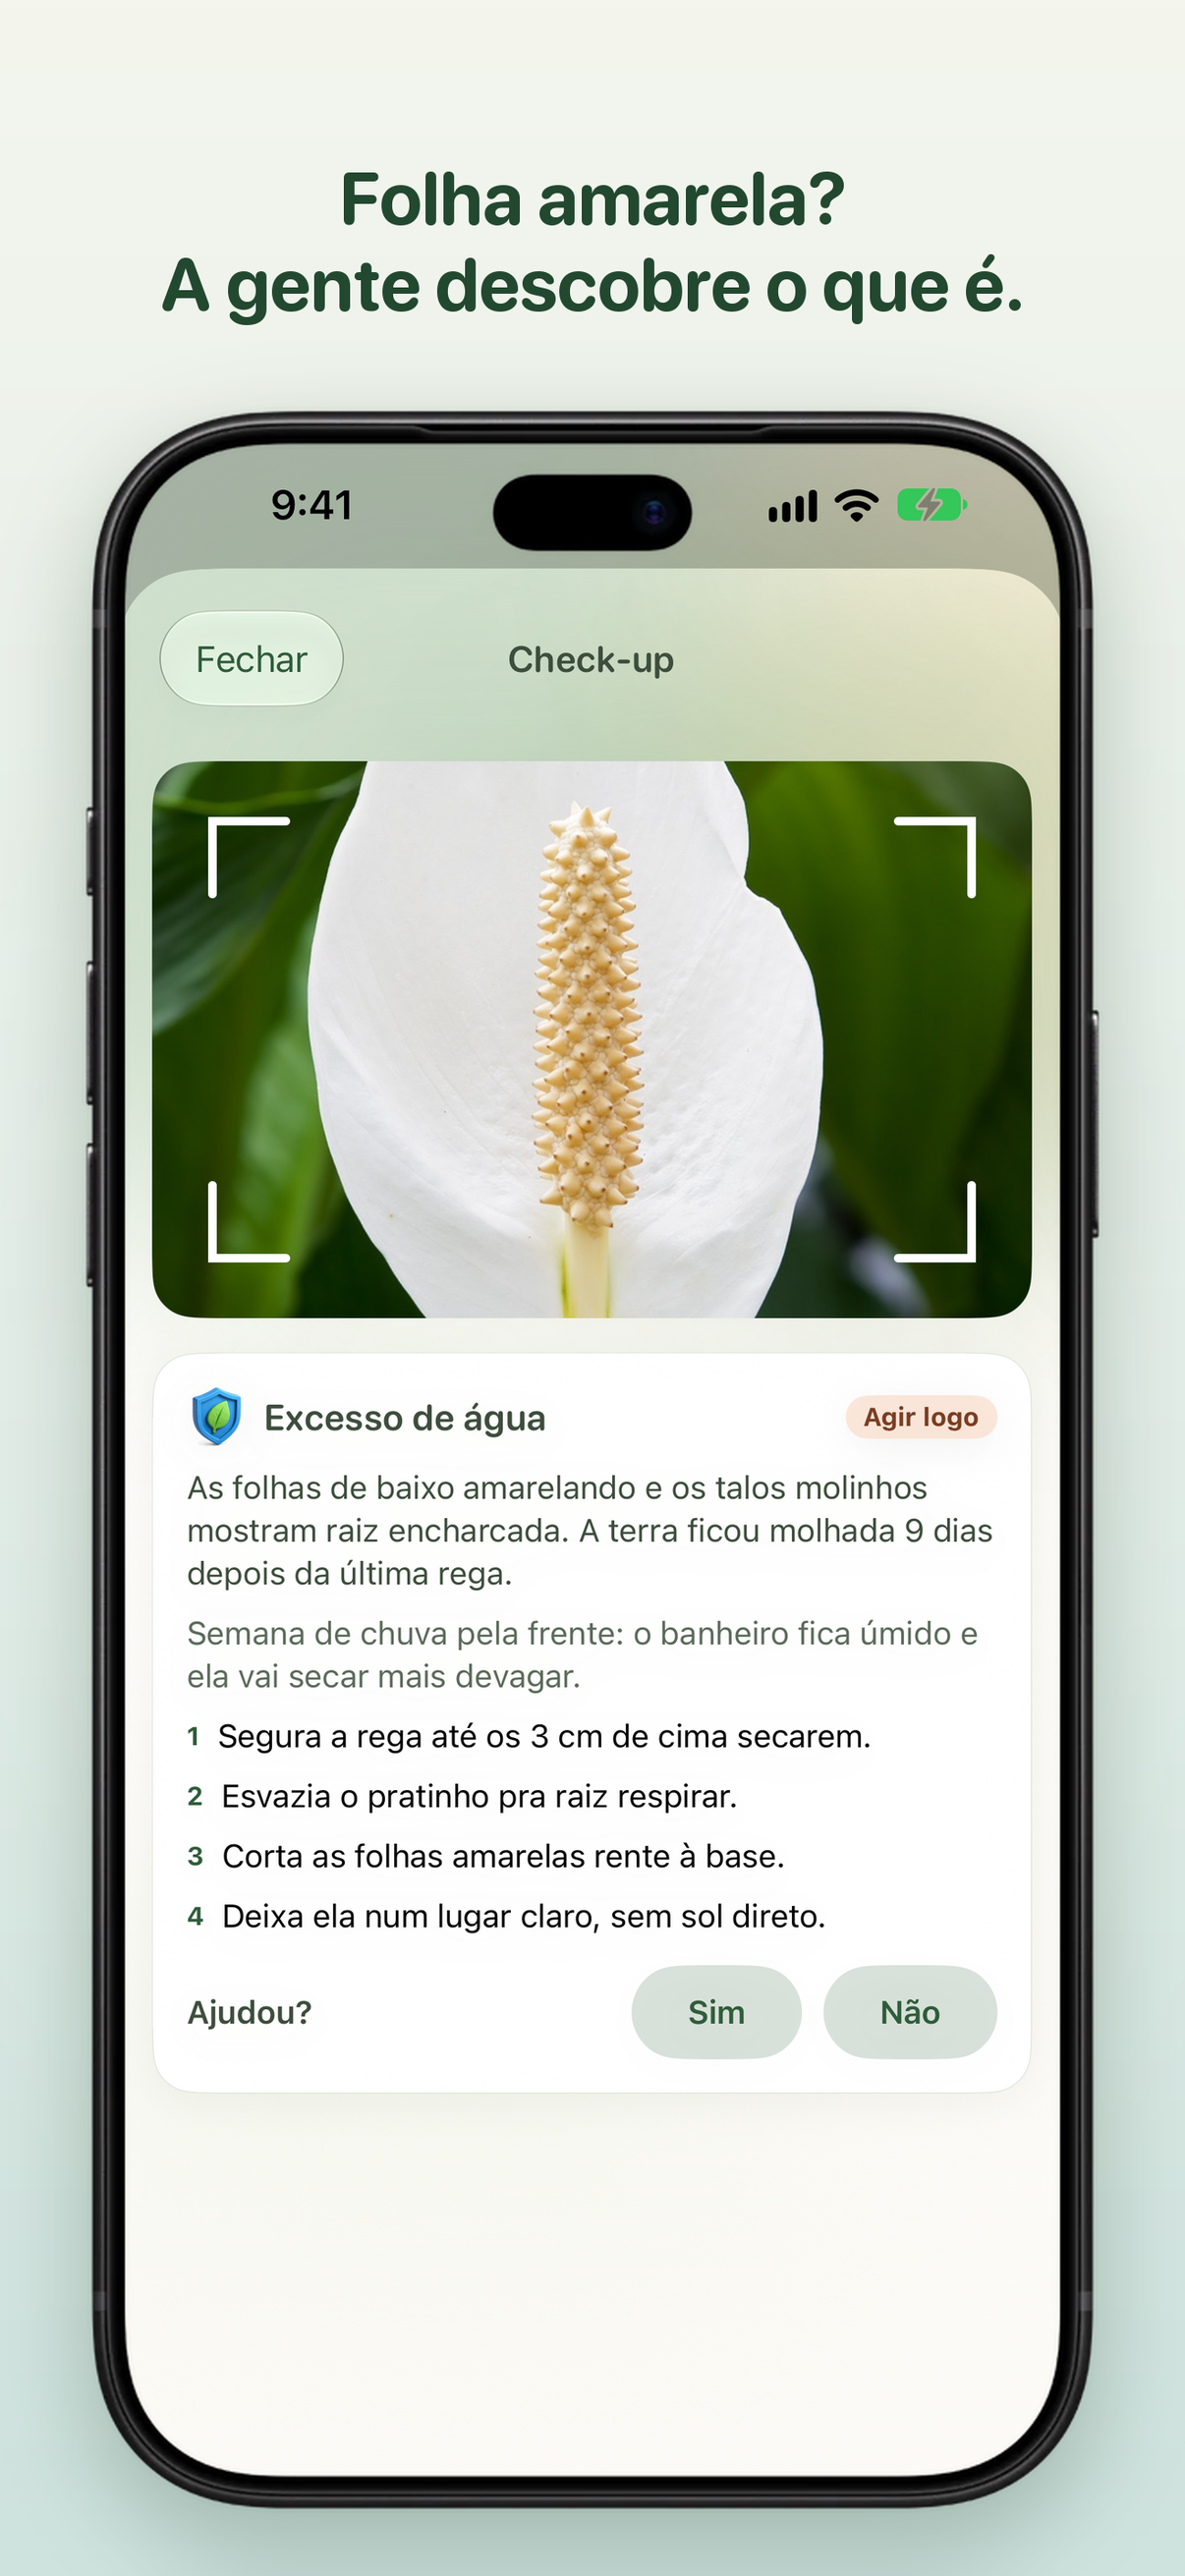 Folha amarela?
A gente descobre o que é.
9:41
Fechar
Check-up
Excesso de água
Agir logo
As folhas de baixo amarelando e os talos molinhos
mostram raiz encharcada. A terra ficou molhada 9 dias
depois da última rega.
Semana de chuva pela frente: o banheiro fica úmido e
ela vai secar mais devagar.
1 Segura a rega até os 3 cm de cima secarem.
2 Esvazia o pratinho pra raiz respirar.
3 Corta as folhas amarelas rente à base.
4 Deixa ela num lugar claro, sem sol direto.
Ajudou?
Sim
Não